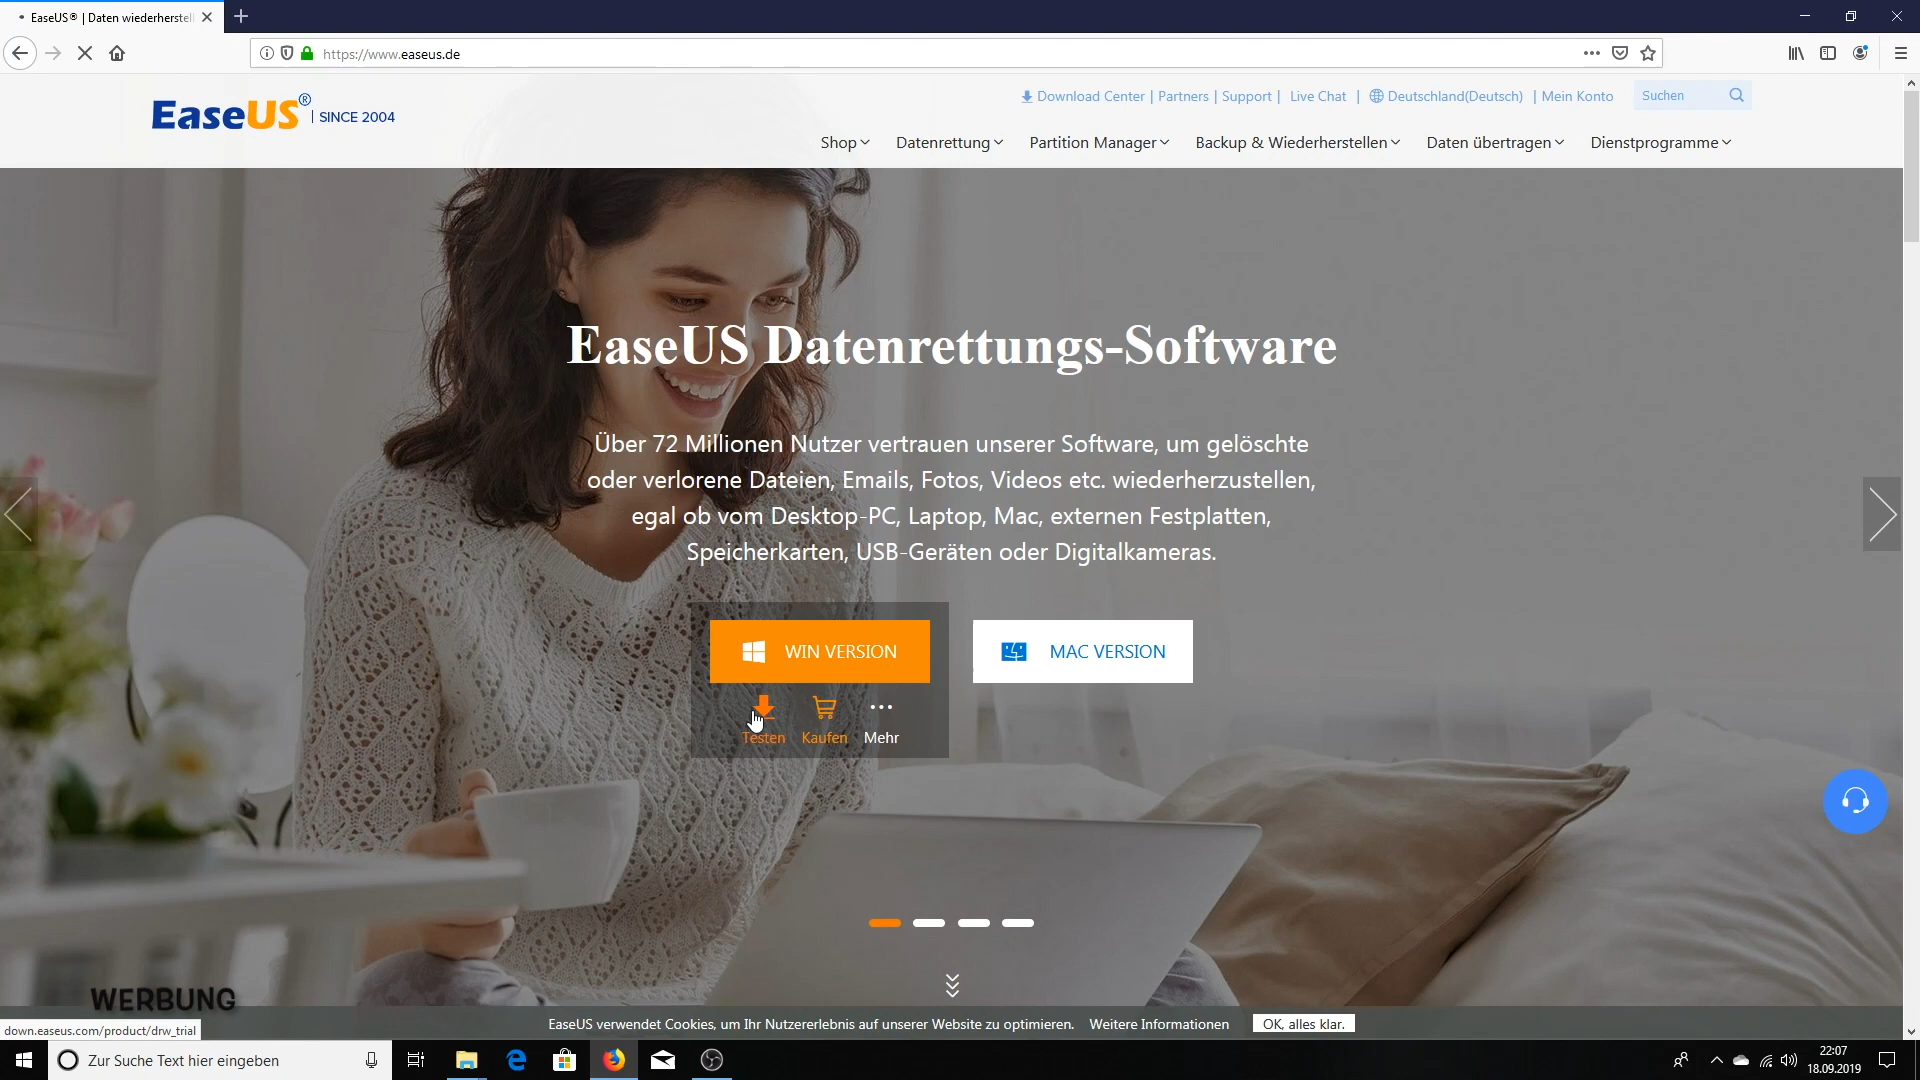 EaseUS® | Daten wiederherstell
https://www.easeus.de
EaseUS® | SINCE 2004
Download Center | Partners | Support | Live Chat | Deutschland(Deutsch) | Mein Konto
Suchen
Shop Datenrettung Partition Manager Backup & Wiederherstellen Daten übertragen Dienstprogramme
EaseUS Datenrettungs-Software
Über 72 Millionen Nutzer vertrauen unserer Software, um gelöschte
oder verlorene Dateien, Emails, Fotos, Videos etc. wiederherzustellen,
egal ob vom Desktop-PC, Laptop, Mac, externen Festplatten,
Speicherkarten, USB-Geräten oder Digitalkameras.
WIN VERSION
MAC VERSION
Testen Kaufen Mehr
WERBUNG
EaseUS verwendet Cookies, um Ihr Nutzererlebnis auf unserer Website zu optimieren. Weitere Informationen OK, alles klar.
down.easeus.com/product/drw_trial
Zur Suche Text hier eingeben
22:07
18.09.2019